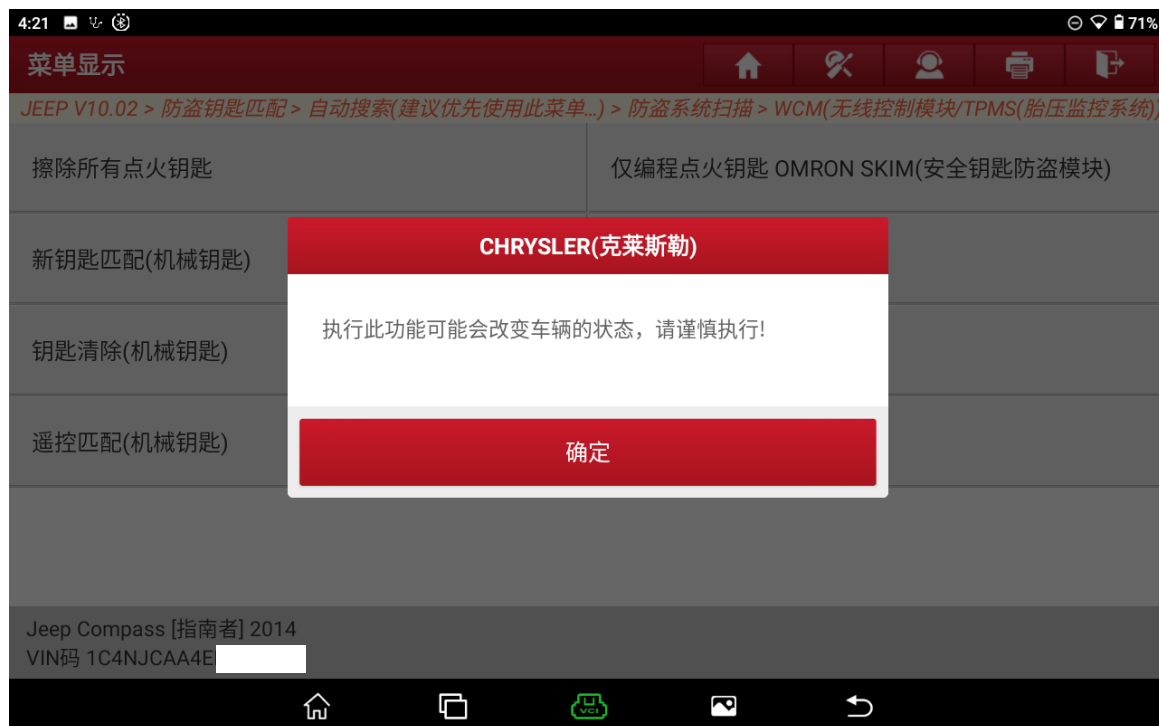 4:21
71%
菜单显示
JEEP V10.02 > 防盗钥匙匹配 > 自动搜索(建议优先使用此菜单...) > 防盗系统扫描 > WCM(无线控制模块/TPMS(胎压监控系统))
擦除所有点火钥匙
仅编程点火钥匙 OMRON SKIM(安全钥匙防盗模块)
新钥匙匹配(机械钥匙)
钥匙清除(机械钥匙)
遥控匹配(机械钥匙)
CHRYSLER(克莱斯勒)
执行此功能可能会改变车辆的状态，请谨慎执行!
确定
Jeep Compass [指南者] 2014
VIN码 1C4NJCAA4E
VCI